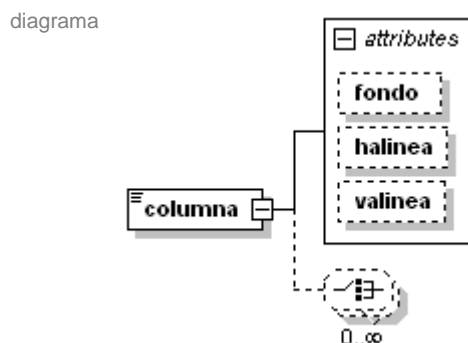 diagrama
attributes
fondo
halinea
valinea
columna
0..∞